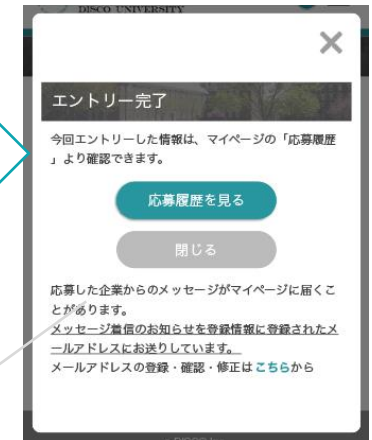 DISCO UNIVERSITY
エントリー完了
今回エントリーした情報は、マイページの「応募履歴
」より確認できます。
応募履歴を見る
閉じる
応募した企業からのメッセージがマイページに届くこ
とがあります。
メッセージ着信のお知らせを登録情報に登録されたメ
ールアドレスにお送りしています。
メールアドレスの登録・確認・修正はこちらから